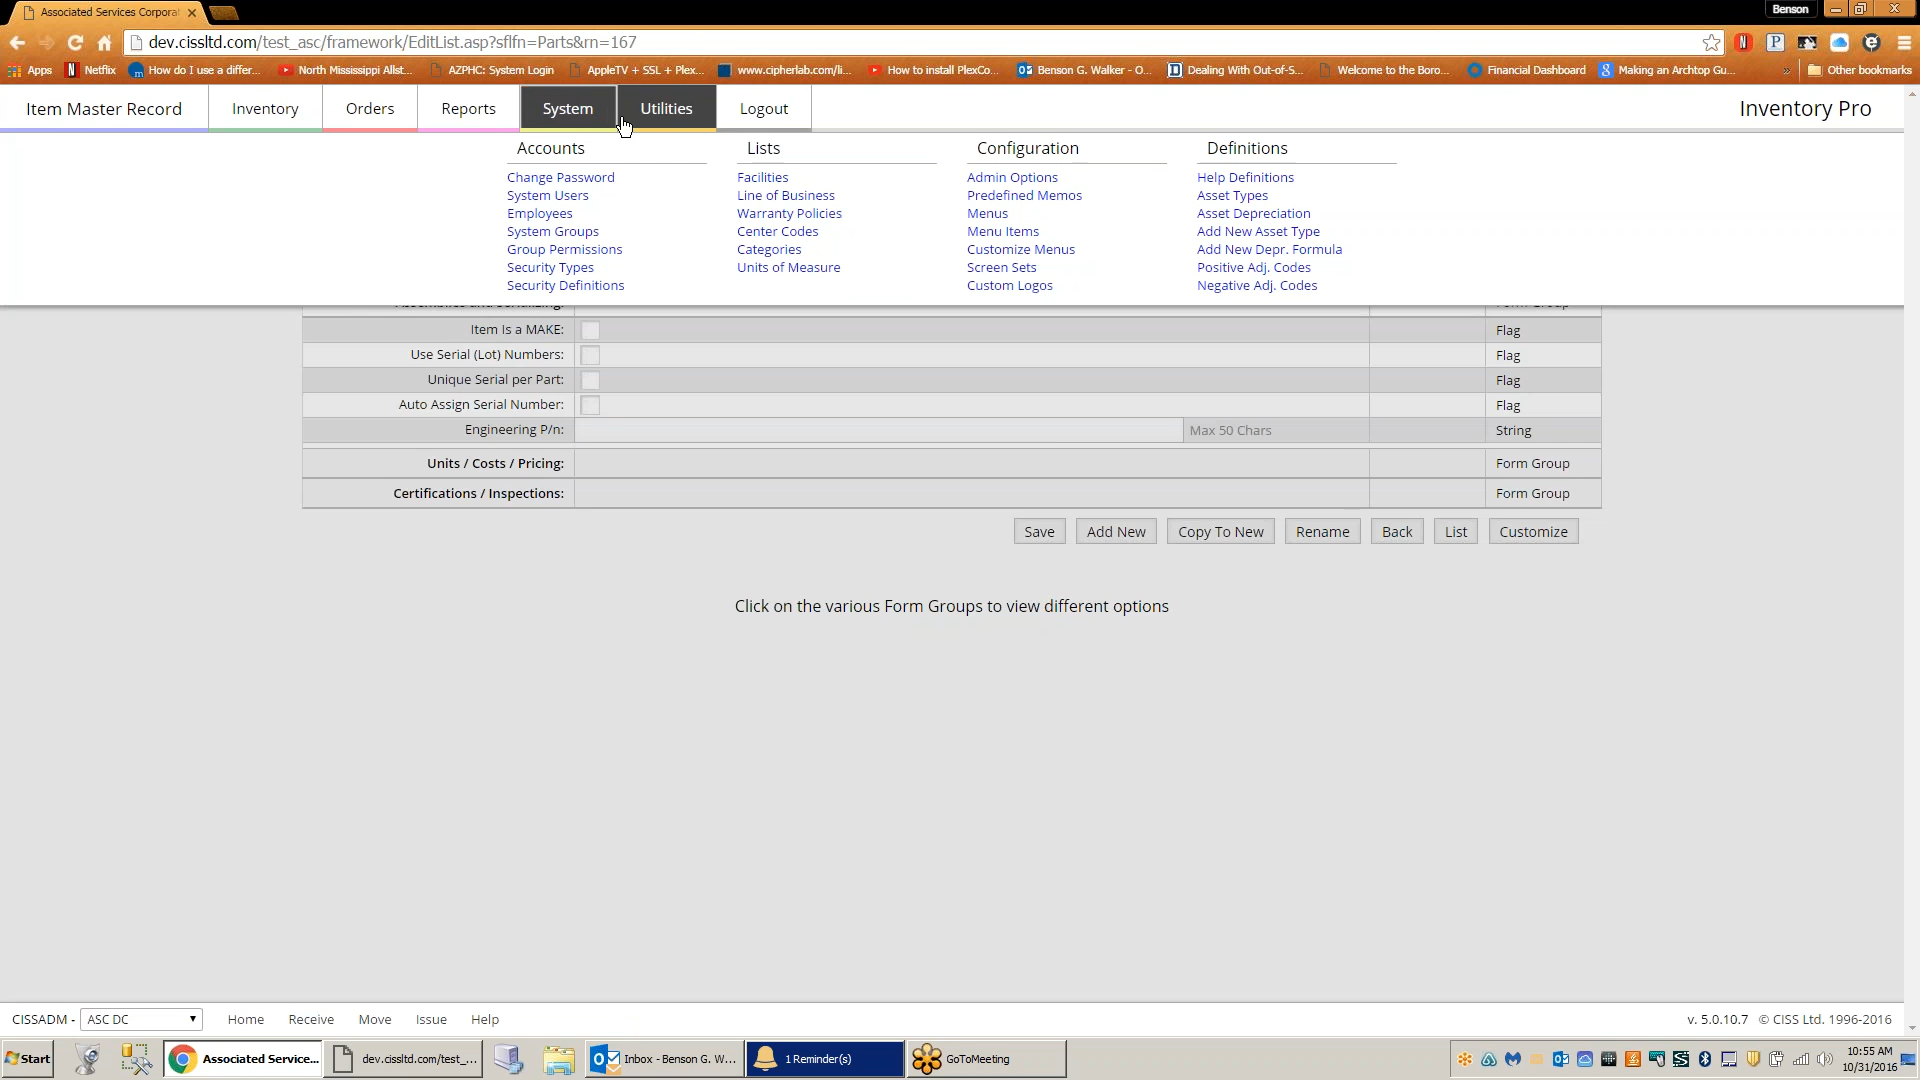 Associated Services Corporat
Benson
dev.cissltd.com/test_asc/framework/EditList.asp?sflfn=Parts&rn=167
Apps Netflix How do I use a differ... North Mississippi Allst... AZPHC: System Login AppleTV + SSL + Plex... www.cipherlab.com/li... How to install PlexCo... Benson G. Walker - O... Dealing With Out-of-S... Welcome to the Boro... Financial Dashboard Making an Archtop Gu... » Other bookmarks
Item Master Record Inventory Orders Reports System Utilities Logout Inventory Pro
Accounts Lists Configuration Definitions
Change Password Facilities Admin Options Help Definitions
System Users Line of Business Predefined Memos Asset Types
Employees Warranty Policies Menus Asset Depreciation
System Groups Center Codes Menu Items Add New Asset Type
Group Permissions Categories Customize Menus Add New Depr. Formula
Security Types Units of Measure Screen Sets Positive Adj. Codes
Security Definitions Custom Logos Negative Adj. Codes
Item Is a MAKE: Flag
Use Serial (Lot) Numbers: Flag
Unique Serial per Part: Flag
Auto Assign Serial Number: Flag
Engineering P/n: Max 50 Chars String
Units / Costs / Pricing: Form Group
Certifications / Inspections: Form Group
Save Add New Copy To New Rename Back List Customize
Click on the various Form Groups to view different options
CISSADM - ASC DC Home Receive Move Issue Help v. 5.0.10.7 © CISS Ltd. 1996-2016
Start Associated Service... dev.cissltd.com/test_... Inbox - Benson G. W... 1 Reminder(s) GoToMeeting 10:55 AM
10/31/2016